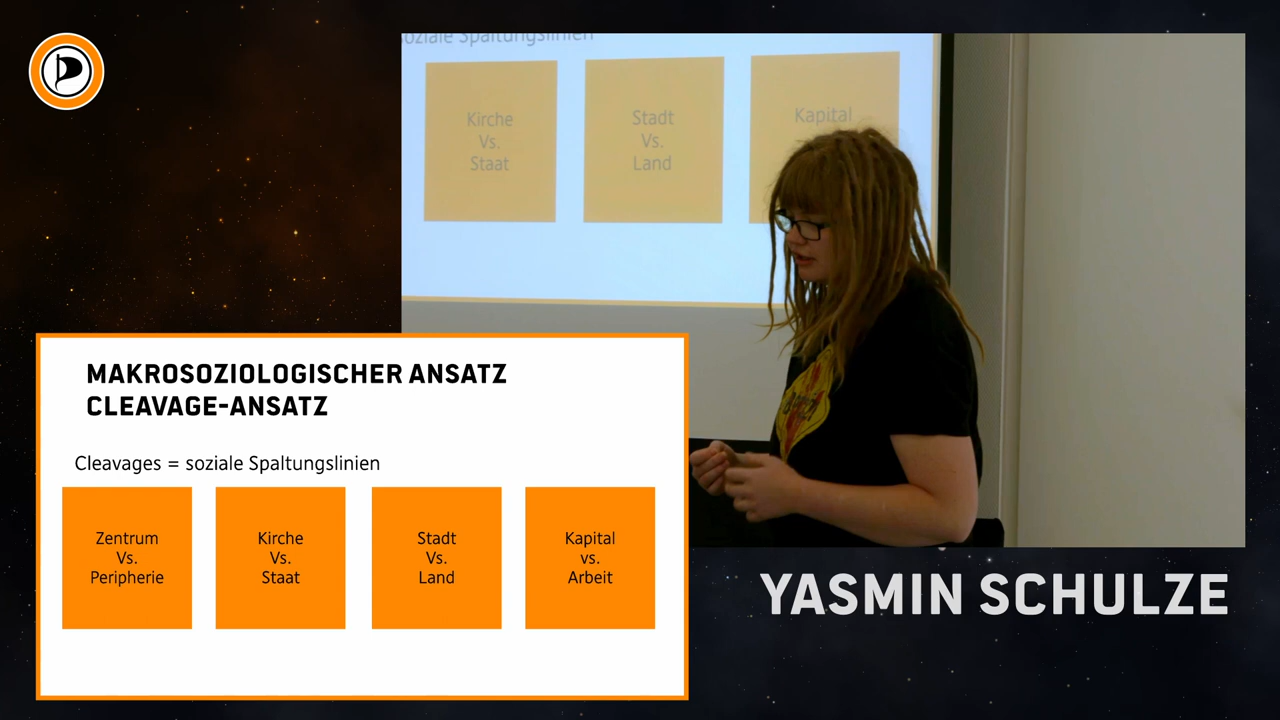 soziale Spaltungslinien
Kirche
Vs.
Staat
Stadt
Vs.
Land
Kapital
MAKROSOZIOLOGISCHER ANSATZ
CLEAVAGE-ANSATZ
Cleavages = soziale Spaltungslinien
Zentrum
Vs.
Peripherie
Kirche
Vs.
Staat
Stadt
Vs.
Land
Kapital
vs.
Arbeit
YASMIN SCHULZE